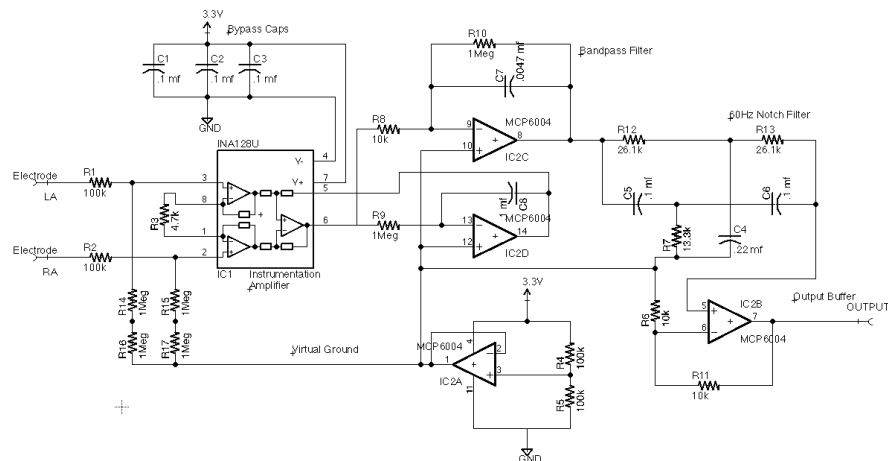 3.3V
Bypass Caps
C1
.1 mf
C2
.1 mf
C3
.1 mf
GND
R10
1Meg
C7
.0047 mf
Bandpass Filter
R8
10k
MCP6004
9
8
10
IC2C
60Hz Notch Filter
R12
26.1k
R13
26.1k
INA128U
4
V-
7
V+
5
Electrode
LA
R1
100k
3
8
R3
4.7k
1
6
Electrode
RA
R2
100k
2
IC1
Instrumentation
Amplifier
R9
1Meg
.1 mf
C8
MCP6004
13
14
12
IC2D
C5
.1 mf
C6
.1 mf
R7
13.3k
C4
.22 mf
R14
1Meg
R15
1Meg
R16
1Meg
R17
1Meg
Virtual Ground
3.3V
MCP6004
4
2
1
3
11
IC2A
R4
100k
R5
100k
GND
R6
10k
5
6
7
IC2B
MCP6004
Output Buffer
OUTPUT
R11
10k